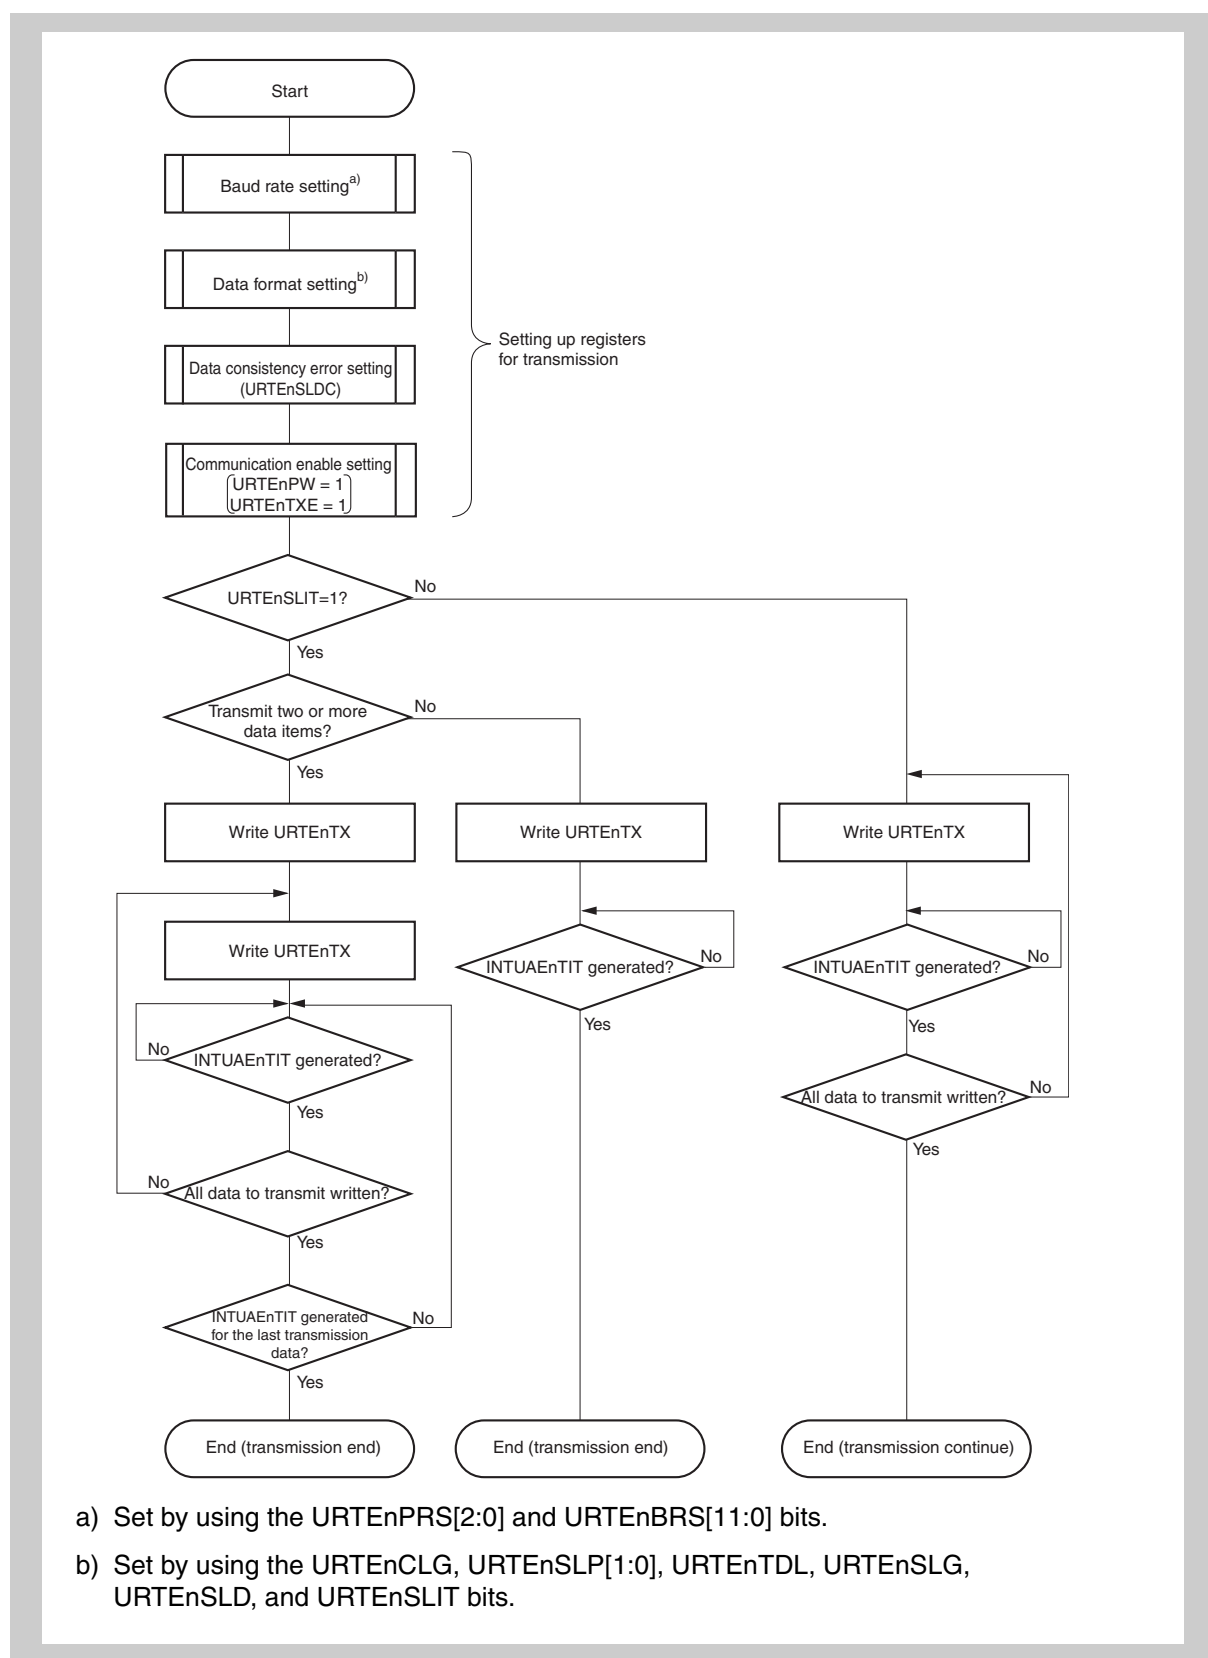 Start
Baud rate setting a)
Data format setting b)
Data consistency error setting
(URTEnSLDC)
Setting up registers
for transmission
Communication enable setting
URTEnPW = 1
URTEnTXE = 1
URTEnSLIT=1?
No
Yes
Transmit two or more
data items?
No
Yes
Write URTEnTX
Write URTEnTX
Write URTEnTX
Write URTEnTX
INTUAEnTIT generated?
No
Yes
INTUAEnTIT generated?
No
Yes
INTUAEnTIT generated?
No
Yes
All data to transmit written?
No
Yes
All data to transmit written?
No
Yes
INTUAEnTIT generated
for the last transmission
data?
No
Yes
End (transmission end)
End (transmission end)
End (transmission continue)
a) Set by using the URTEnPRS[2:0] and URTEnBRS[11:0] bits.
b) Set by using the URTEnCLG, URTEnSLP[1:0], URTEnTDL, URTEnSLG,
URTEnSLD, and URTEnSLIT bits.